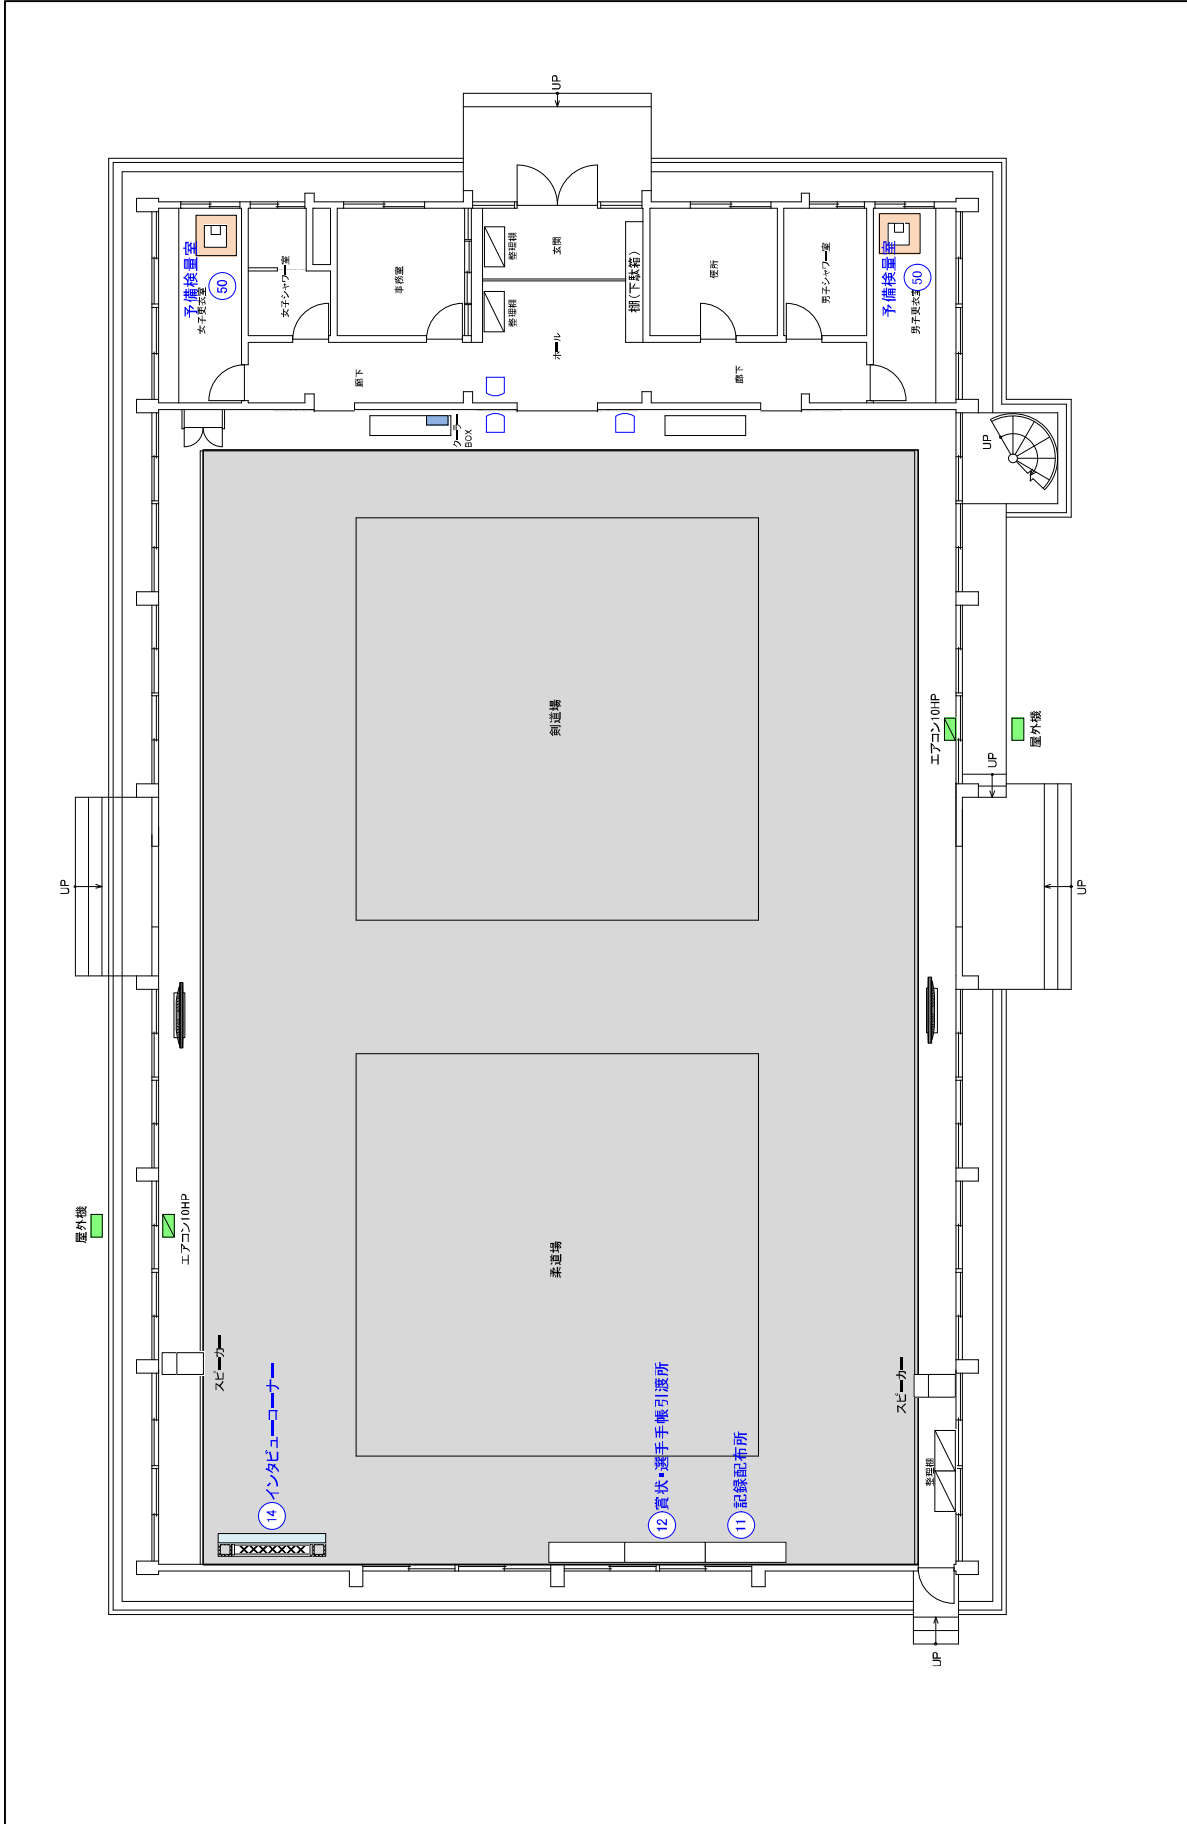 UP
予備検量室
50
女子更衣室
女子シャワー室
事務室
整理棚
玄関
棚(下駄箱)
便所
男子シャワー室
予備検量室
50
男子更衣室
整理棚
ホール
廊下
廊下
クーラー
BOX
UP
剣道場
エアコン10HP
屋外機
UP
UP
UP
屋外機
エアコン10HP
柔道場
スピーカー
スピーカー
14 インタビューコーナー
12 賞状・選手手帳引渡所
11 記録配布所
整理棚
UP